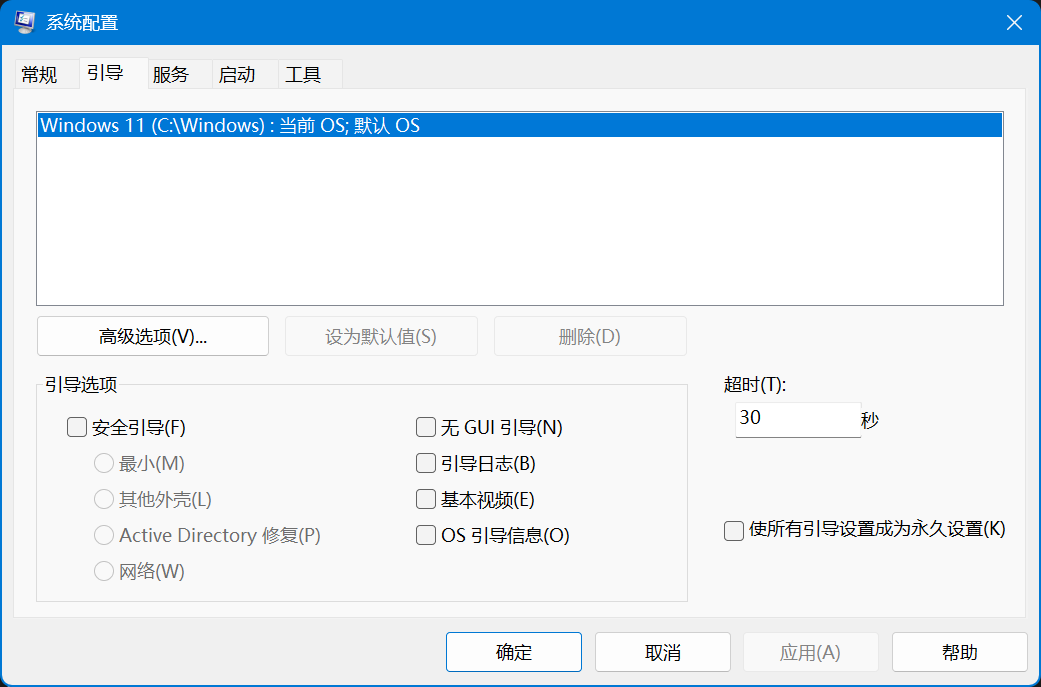 系统配置
常规 引导 服务 启动 工具
Windows 11 (C:\Windows) : 当前 OS; 默认 OS
高级选项(V)... 设为默认值(S) 删除(D)
引导选项 超时(T):
30 秒
安全引导(F) 无 GUI 引导(N)
最小(M) 引导日志(B)
其他外壳(L) 基本视频(E)
Active Directory 修复(P) OS 引导信息(O) 使所有引导设置成为永久设置(K)
网络(W)
确定 取消 应用(A) 帮助